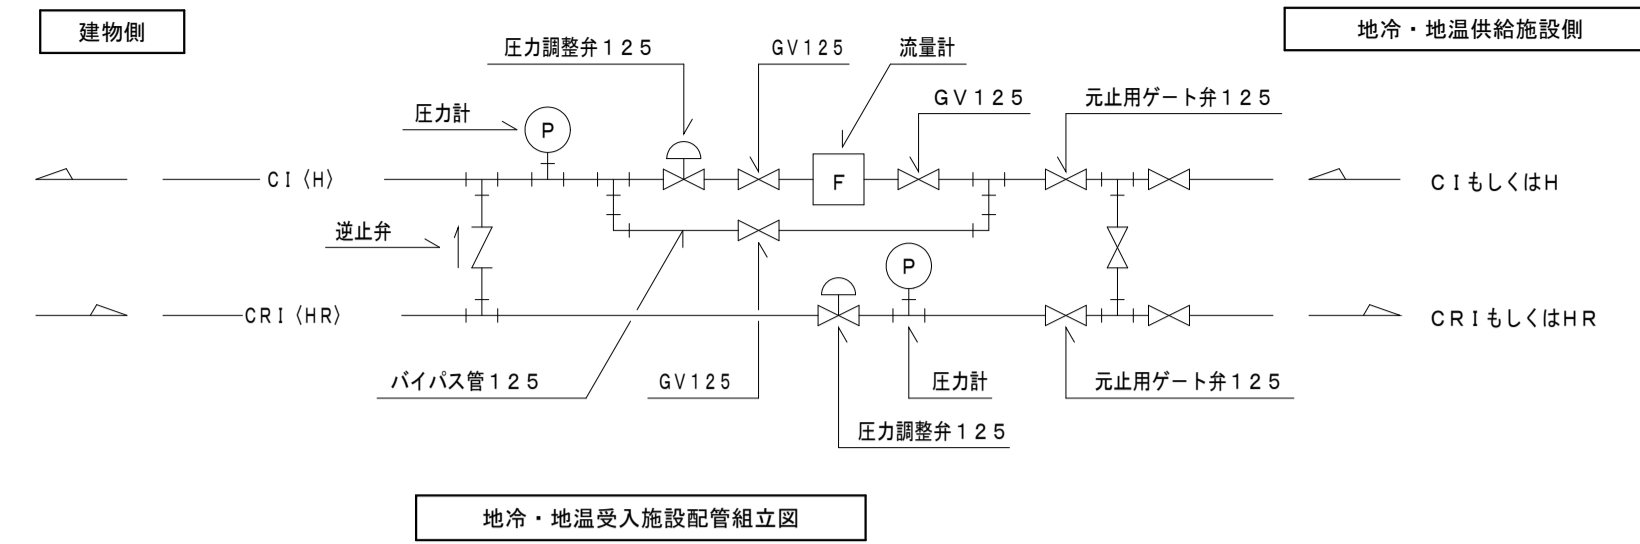 建物側
地冷・地温供給施設側
圧力調整弁125
GV125
流量計
GV125
元止用ゲート弁125
圧力計
P
CI〈H〉
F
CIもしくはH
逆止弁
P
CRI〈HR〉
CRIもしくはHR
バイパス管125
GV125
圧力計
元止用ゲート弁125
圧力調整弁125
地冷・地温受入施設配管組立図